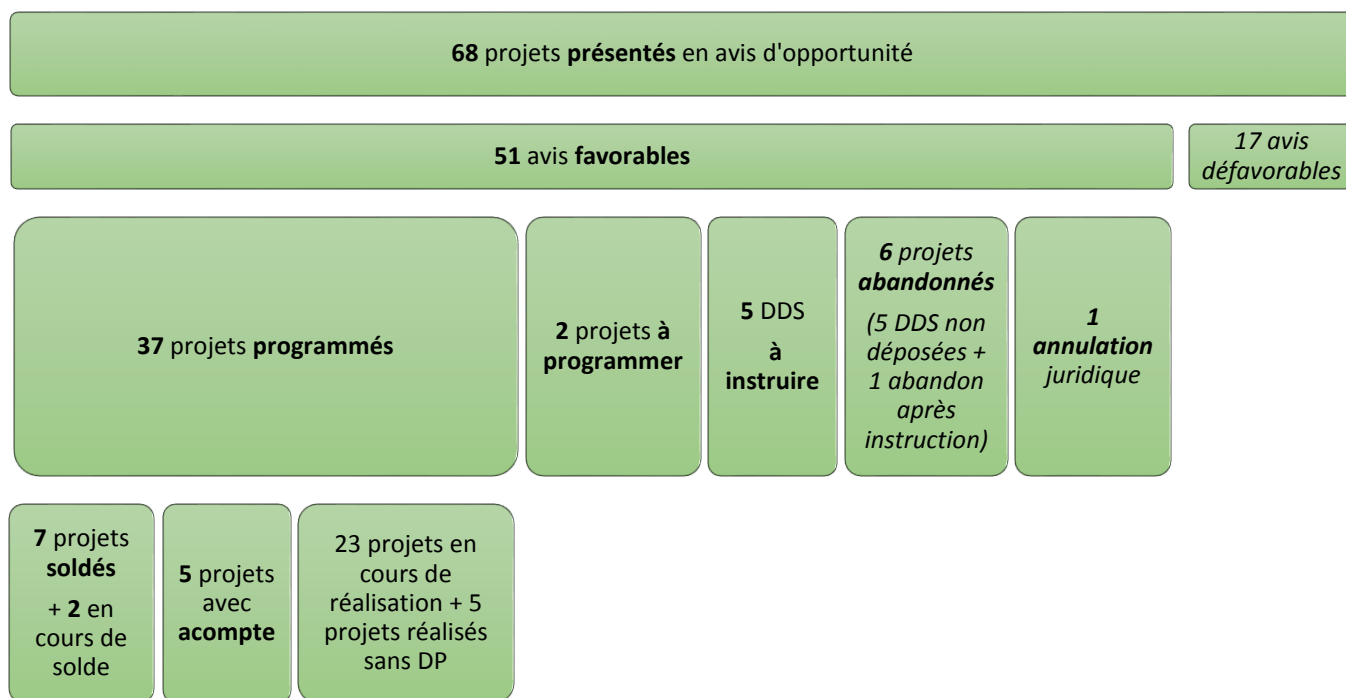 68 projets présentés en avis d'opportunité
51 avis favorables
17 avis
défavorables
37 projets programmés
2 projets à
programmer
5 DDS
à
instruire
6 projets
abandonnés
(5 DDS non
déposées +
1 abandon
après
instruction)
1
annulation
juridique
7 projets
soldés
+ 2 en
cours de
solde
5 projets
avec
acompte
23 projets en
cours de
réalisation + 5
projets réalisés
sans DP